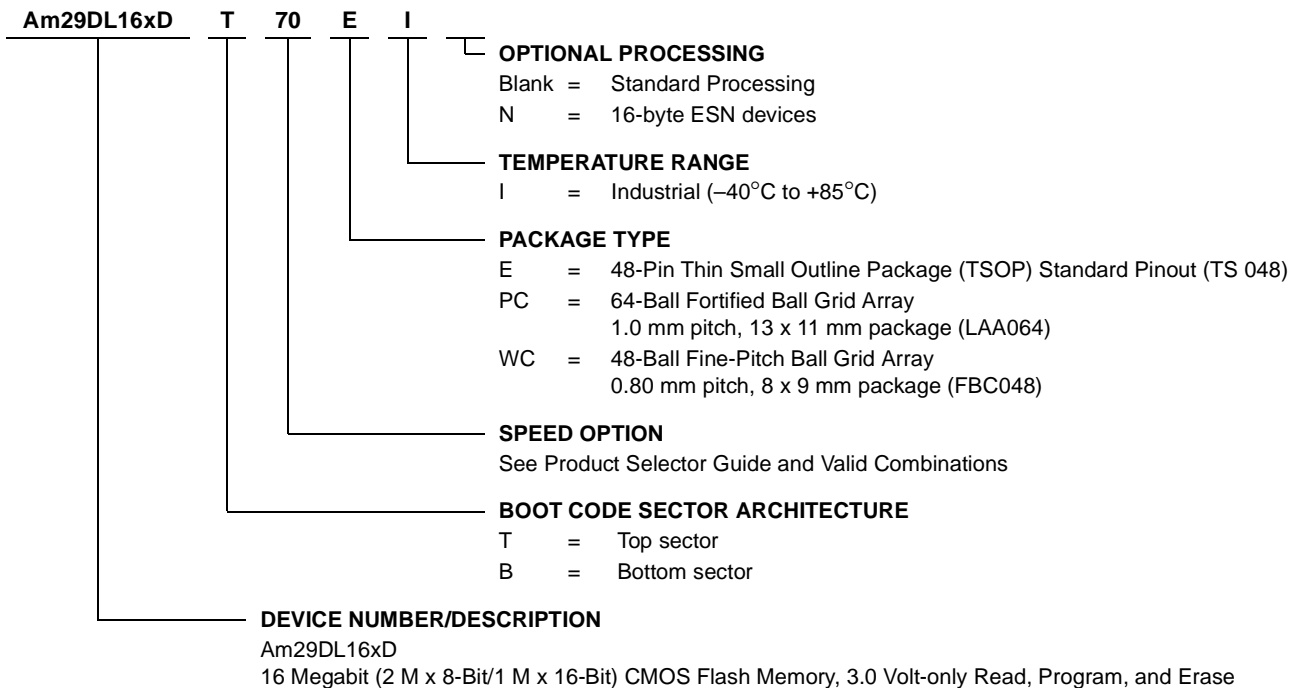 Am29DL16xD T 70 E I
OPTIONAL PROCESSING
Blank = Standard Processing
N = 16-byte ESN devices
TEMPERATURE RANGE
I = Industrial (–40°C to +85°C)
PACKAGE TYPE
E = 48-Pin Thin Small Outline Package (TSOP) Standard Pinout (TS 048)
PC = 64-Ball Fortified Ball Grid Array
1.0 mm pitch, 13 x 11 mm package (LAA064)
WC = 48-Ball Fine-Pitch Ball Grid Array
0.80 mm pitch, 8 x 9 mm package (FBC048)
SPEED OPTION
See Product Selector Guide and Valid Combinations
BOOT CODE SECTOR ARCHITECTURE
T = Top sector
B = Bottom sector
DEVICE NUMBER/DESCRIPTION
Am29DL16xD
16 Megabit (2 M x 8-Bit/1 M x 16-Bit) CMOS Flash Memory, 3.0 Volt-only Read, Program, and Erase